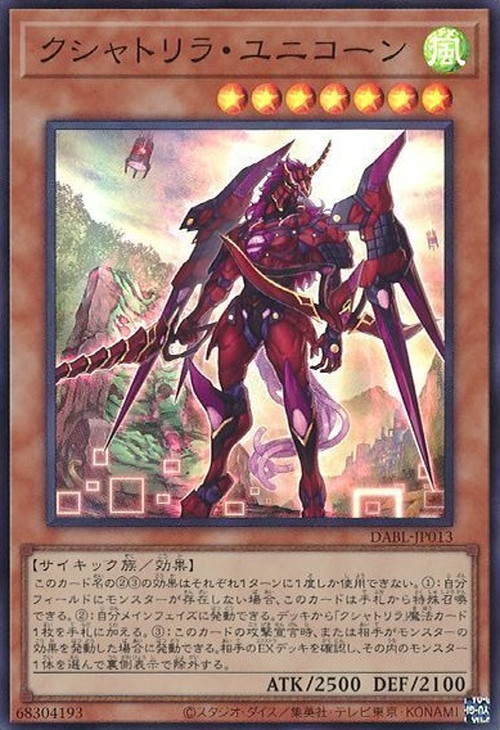 クシャトリラ・ユニコーン
風
DABL-JP013
【サイキック族/効果】
このカード名の②③の効果はそれぞれ1ターンに1度しか使用できない。①:自分
フィールドにモンスターが存在しない場合、このカードは手札から特殊召喚
できる。②:自分メインフェイズに発動できる。デッキから「クシャトリラ」魔法カード
1枚を手札に加える。③:このカードの攻撃宣言時、または相手がモンスターの
効果を発動した場合に発動できる。相手のEXデッキを確認し、その内のモンスター
1体を選んで裏側表示で除外する。
ATK/2500 DEF/2100
68304193 ©スタジオ・ダイス/集英社・テレビ東京・KONAMI